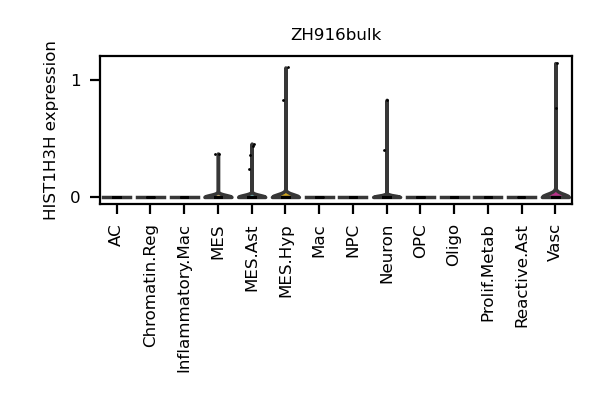 ZH916bulk
HIST1H3H expression
1
0
AC
Chromatin.Reg
Inflammatory.Mac
MES
MES.Ast
MES.Hyp
Mac
NPC
Neuron
OPC
Oligo
Prolif.Metab
Reactive.Ast
Vasc